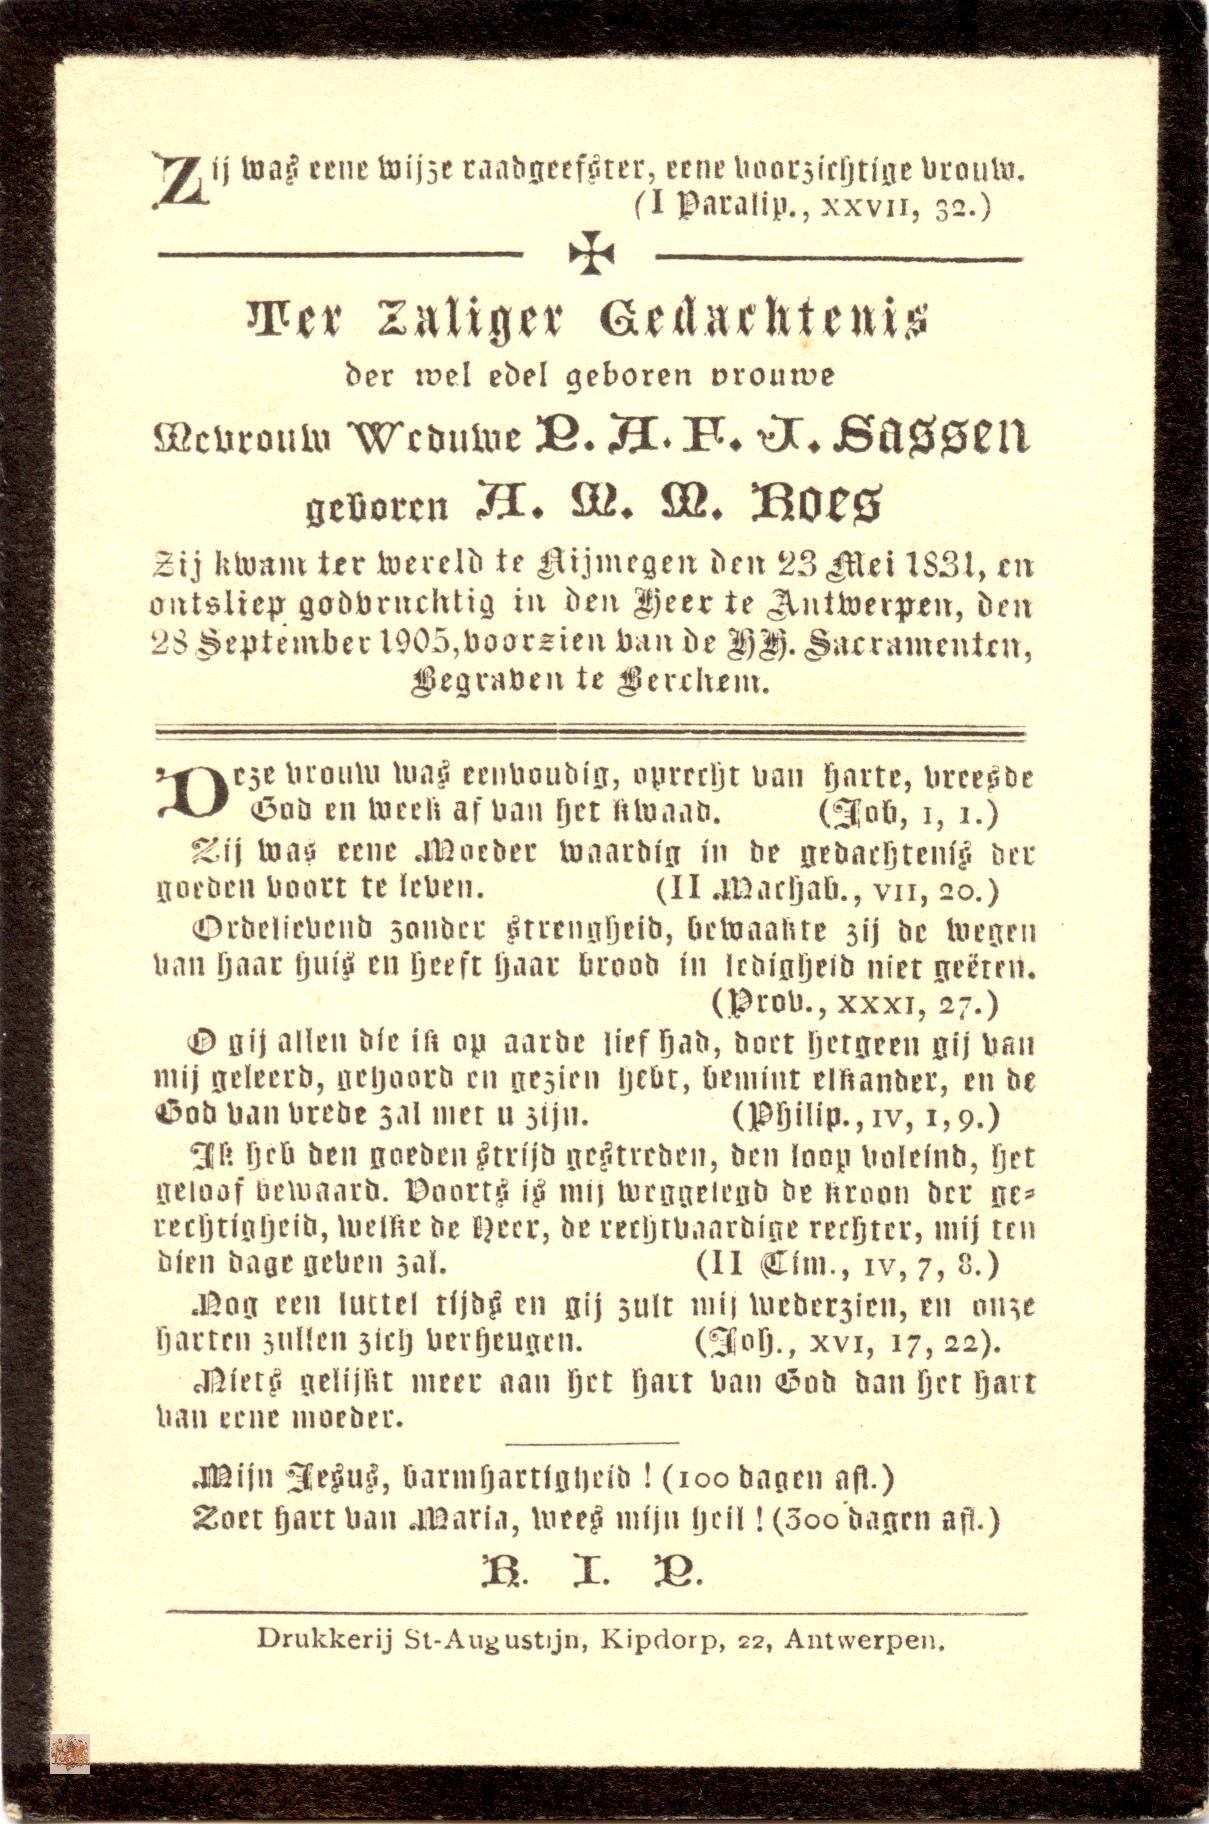 Zij was eene wijze raadgeefster, eene voorzichtige vrouw.
(I Paralip., XXVII, 32.)
Ter Zaliger Gedachtenis
der wel edel geboren vrouwe
Mevrouw Weduwe P. A. F. J. Sassen
geboren A. M. M. Roes
Zij kwam ter wereld te Nijmegen den 23 Mei 1831, en
ontsliep godvruchtig in den Heer te Antwerpen, den
28 September 1905, voorzien van de HH. Sacramenten,
Begraven te Berchem.
Deze vrouw was eenvoudig, oprecht van harte, vreesde
God en week af van het kwaad. (Job, I, 1.)
Zij was eene Moeder waardig in de gedachtenis der
goeden voort te leven. (II Machab., VII, 20.)
Ordelievend zonder strengheid, bewaakte zij de wegen
van haar huis en heeft haar brood in ledigheid niet geëten.
(Prov., XXXI, 27.)
O gij allen die ik op aarde lief had, doet hetgeen gij van
mij geleerd, gehoord en gezien hebt, bemint elkander, en de
God van vrede zal met u zijn. (Philip., IV, 1, 9.)
Ik heb den goeden strijd gestreden, den loop voleind, het
geloof bewaard. Voorts is mij weggelegd de kroon der ge-
rechtigheid, welke de Heer, de rechtvaardige rechter, mij ten
dien dage geven zal. (II Tim., IV, 7, 8.)
Nog een luttel tijds en gij zult mij wederzien, en onze
harten zullen zich verheugen. (Joh., XVI, 17, 22).
Niets gelijkt meer aan het hart van God dan het hart
van eene moeder.
Mijn Jesus, barmhartigheid ! (100 dagen afl.)
Zoet hart van Maria, wees mijn heil ! (300 dagen afl.)
R. I. P.
Drukkerij St-Augustijn, Kipdorp, 22, Antwerpen.